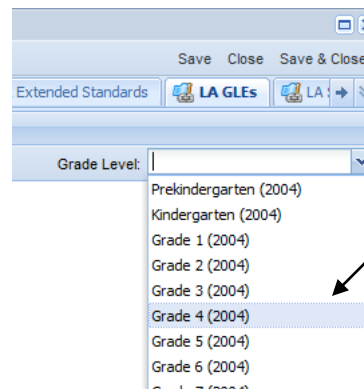 Save Close Save & Close
Extended Standards LA GLEs LA
Grade Level:
Prekindergarten (2004)
Kindergarten (2004)
Grade 1 (2004)
Grade 2 (2004)
Grade 3 (2004)
Grade 4 (2004)
Grade 5 (2004)
Grade 6 (2004)